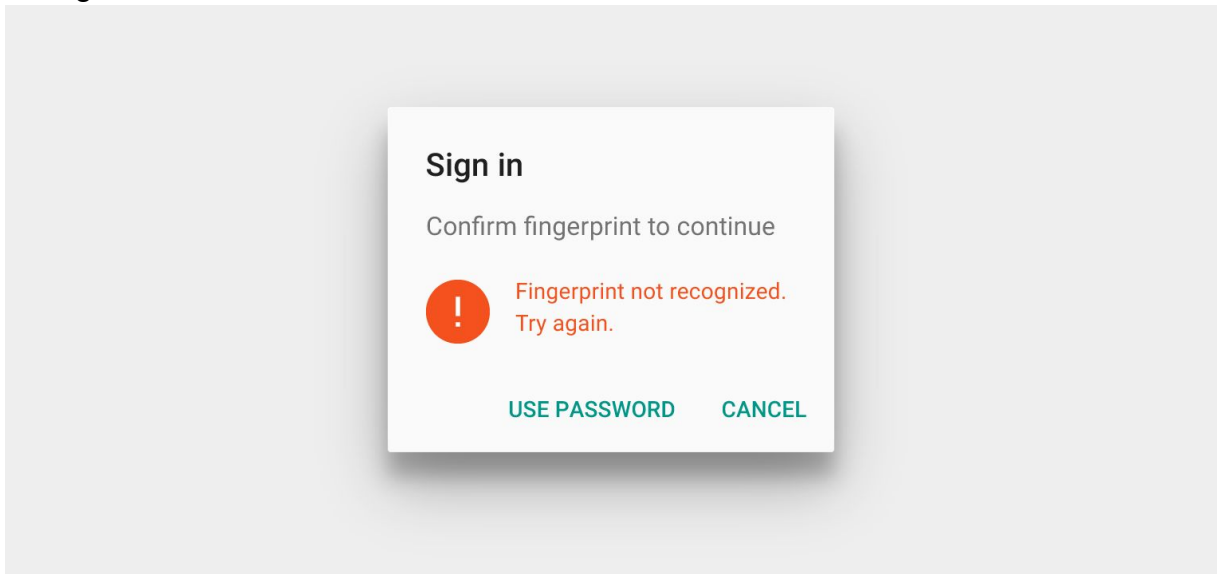 Sign in
Confirm fingerprint to continue
!
Fingerprint not recognized.
Try again.
USE PASSWORD CANCEL